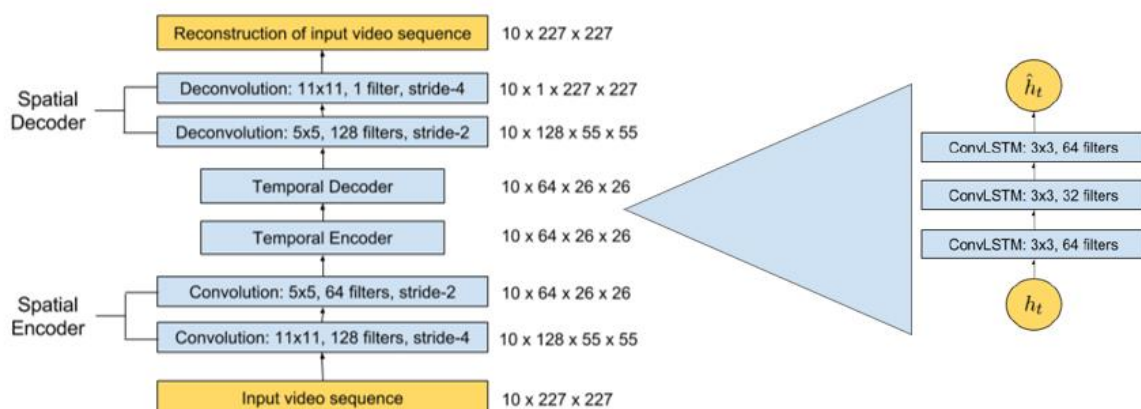 Reconstruction of input video sequence
10 x 227 x 227
Deconvolution: 11x11, 1 filter, stride-4
10 x 1 x 227 x 227
Spatial
Decoder
Deconvolution: 5x5, 128 filters, stride-2
10 x 128 x 55 x 55
Temporal Decoder
10 x 64 x 26 x 26
Temporal Encoder
10 x 64 x 26 x 26
Convolution: 5x5, 64 filters, stride-2
10 x 64 x 26 x 26
Spatial
Encoder
Convolution: 11x11, 128 filters, stride-4
10 x 128 x 55 x 55
Input video sequence
10 x 227 x 227
ĥₜ
ConvLSTM: 3x3, 64 filters
ConvLSTM: 3x3, 32 filters
ConvLSTM: 3x3, 64 filters
hₜ